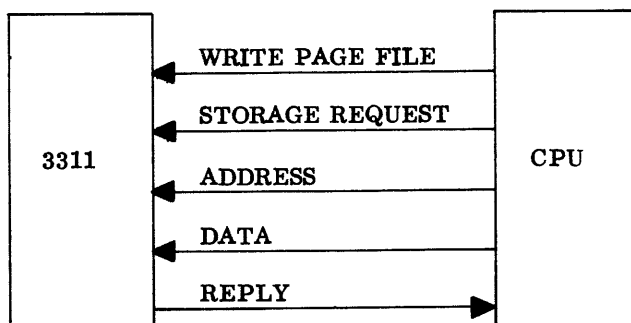 WRITE PAGE FILE
STORAGE REQUEST
3311
CPU
ADDRESS
DATA
REPLY